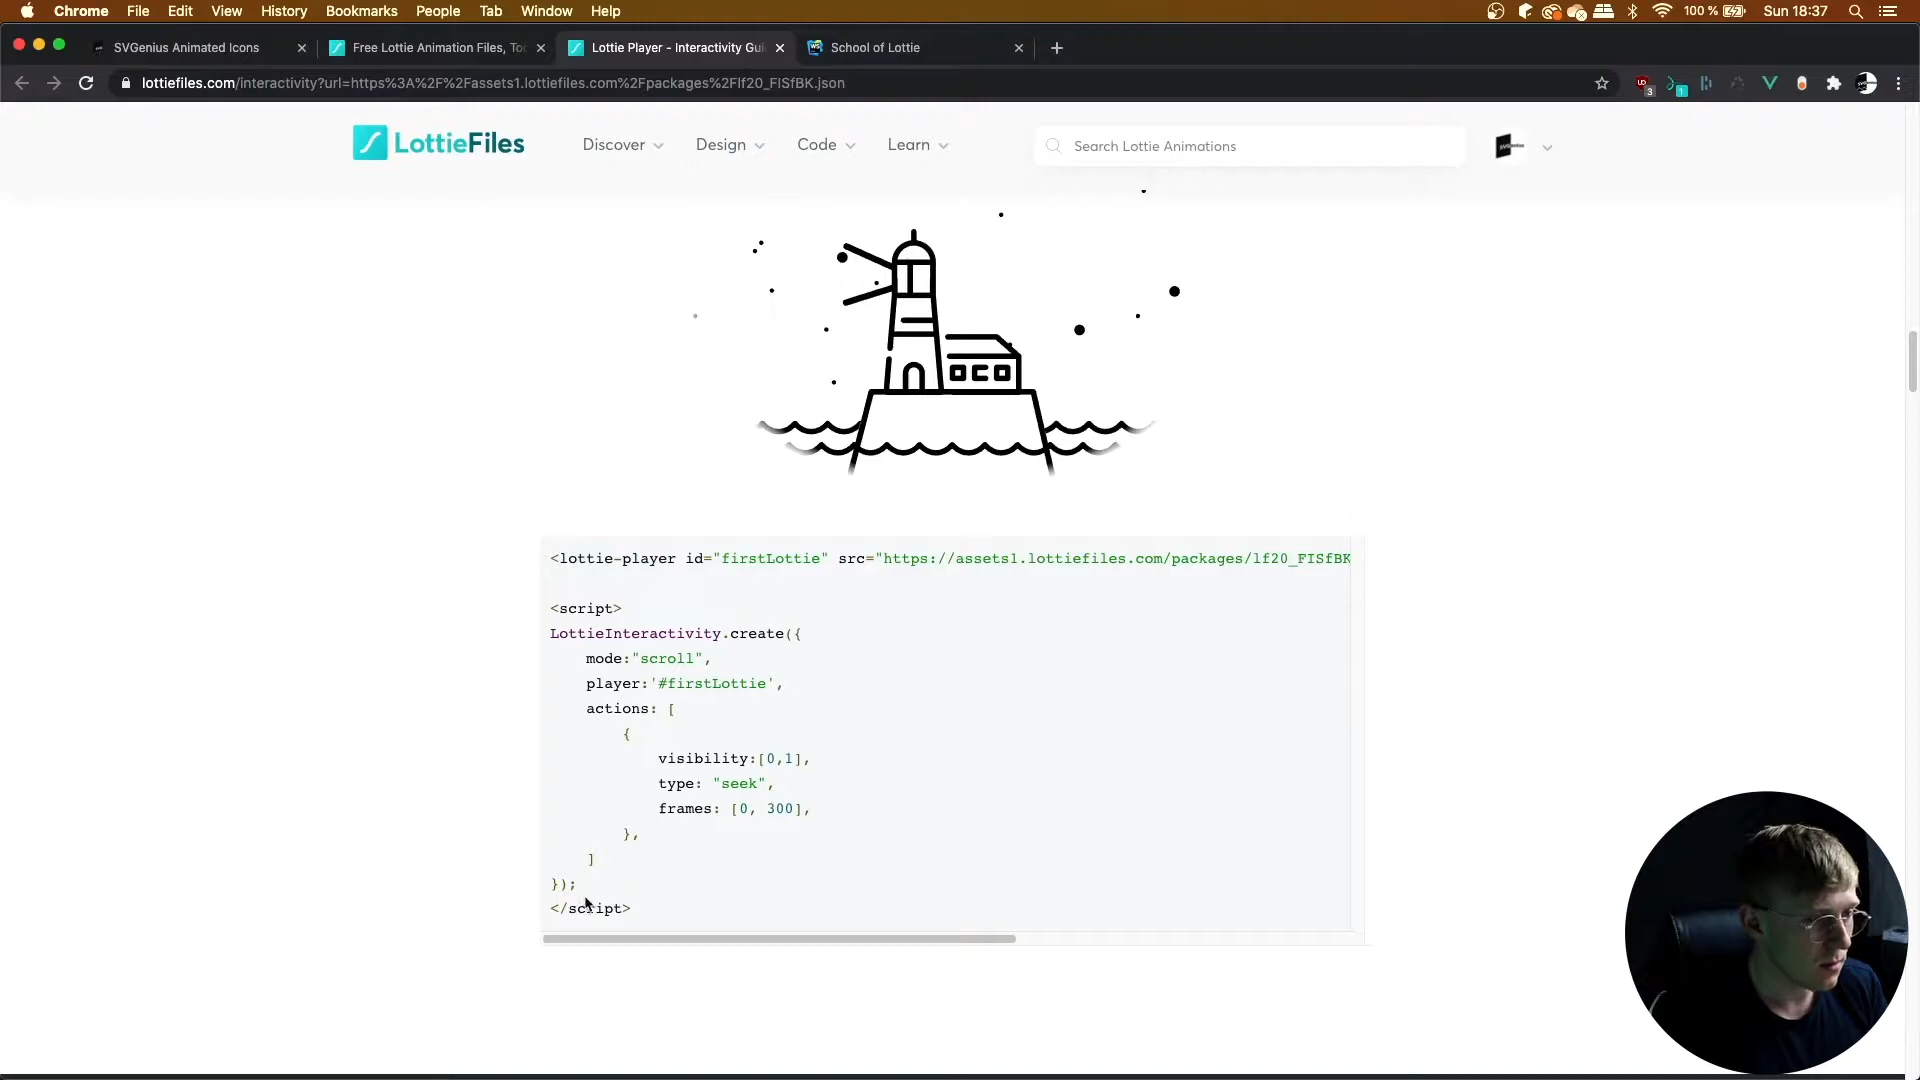 Chrome File Edit View History Bookmarks People Tab Window Help 100 % Sun 18:37
SVGenius Animated Icons Free Lottie Animation Files, Too Lottie Player - Interactivity Gui School of Lottie
lottiefiles.com/interactivity?url=https%3A%2F%2Fassets1.lottiefiles.com%2Fpackages%2Flf20_FISfBK.json 3 1
LottieFiles Discover Design Code Learn Search Lottie Animations
<lottie-player id="firstLottie" src="https://assets1.lottiefiles.com/packages/lf20_FISfBK
<script>
LottieInteractivity.create({
mode:"scroll",
player:'#firstLottie',
actions: [
{
visibility:[0,1],
type: "seek",
frames: [0, 300],
},
]
});
</script>